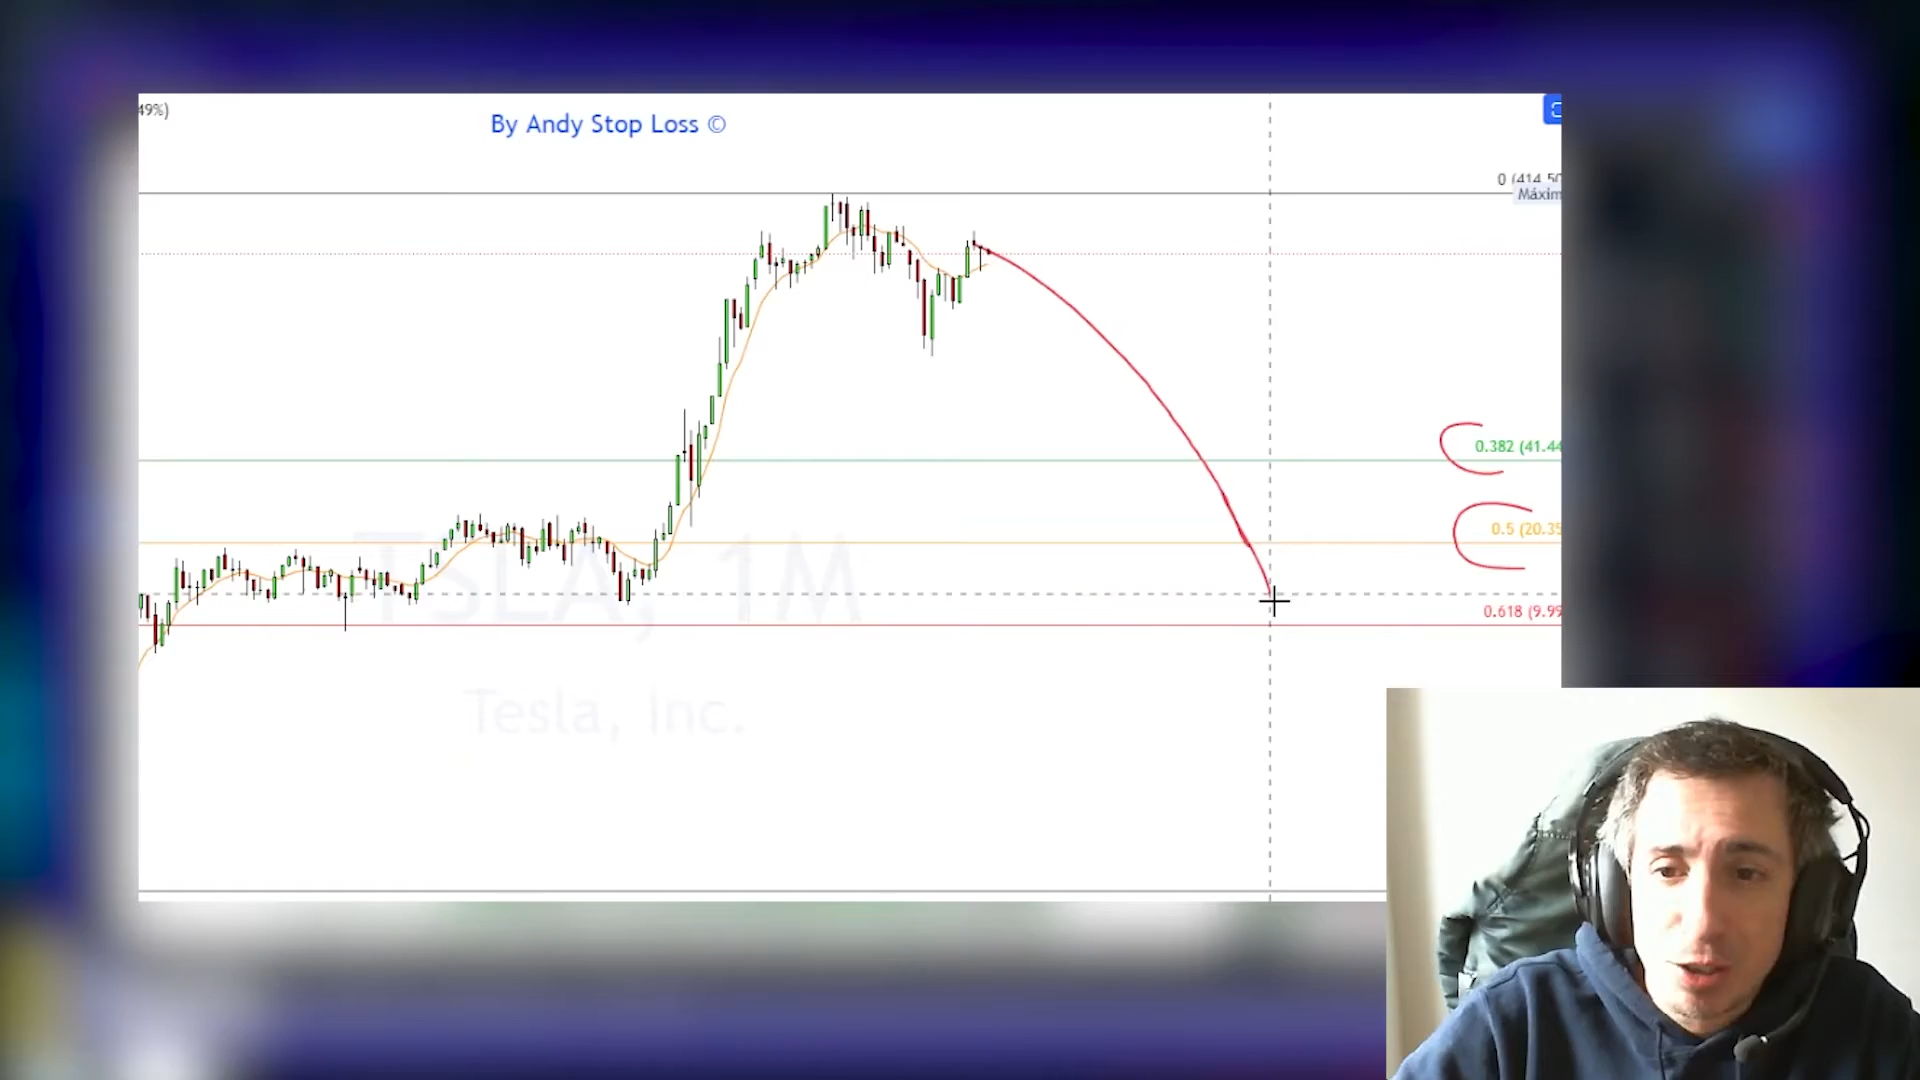 49%)
By Andy Stop Loss ©
0 (414.50
Máxim
0.382 (41.44
0.5 (20.35
TSLA, 1M
0.618 (9.99
Tesla, Inc.